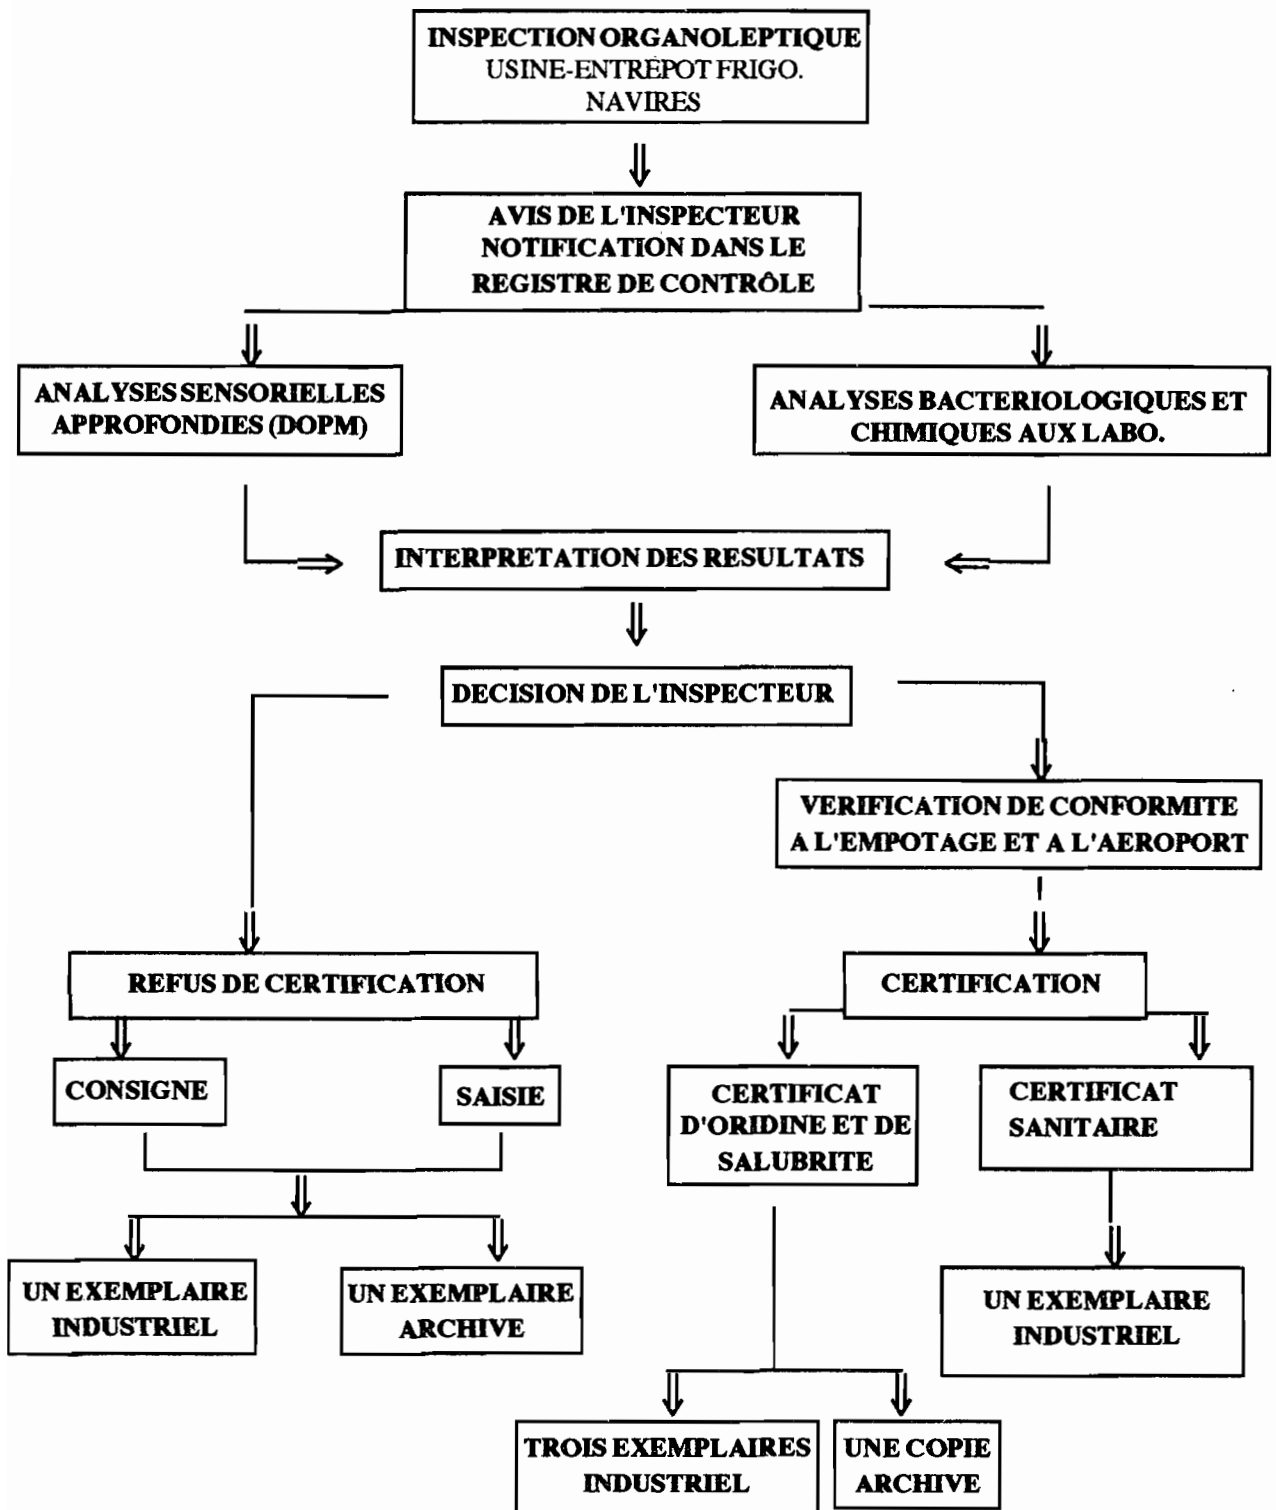 INSPECTION ORGANOLEPTIQUE
USINE-ENTRÉPOT FRIGO.
NAVIRES
AVIS DE L'INSPECTEUR
NOTIFICATION DANS LE
REGISTRE DE CONTRÔLE
ANALYSES SENSORIELLES
APPROFONDIES (DOPM)
ANALYSES BACTERIOLOGIQUES ET
CHIMIQUES AUX LABO.
INTERPRETATION DES RESULTATS
DECISION DE L'INSPECTEUR
VERIFICATION DE CONFORMITE
A L'EMPOTAGE ET A L'AEROPORT
REFUS DE CERTIFICATION
CERTIFICATION
CONSIGNE
SAISIE
CERTIFICAT
D'ORIDINE ET DE
SALUBRITE
CERTIFICAT
SANITAIRE
UN EXEMPLAIRE
INDUSTRIEL
UN EXEMPLAIRE
ARCHIVE
UN EXEMPLAIRE
INDUSTRIEL
TROIS EXEMPLAIRES
INDUSTRIEL
UNE COPIE
ARCHIVE